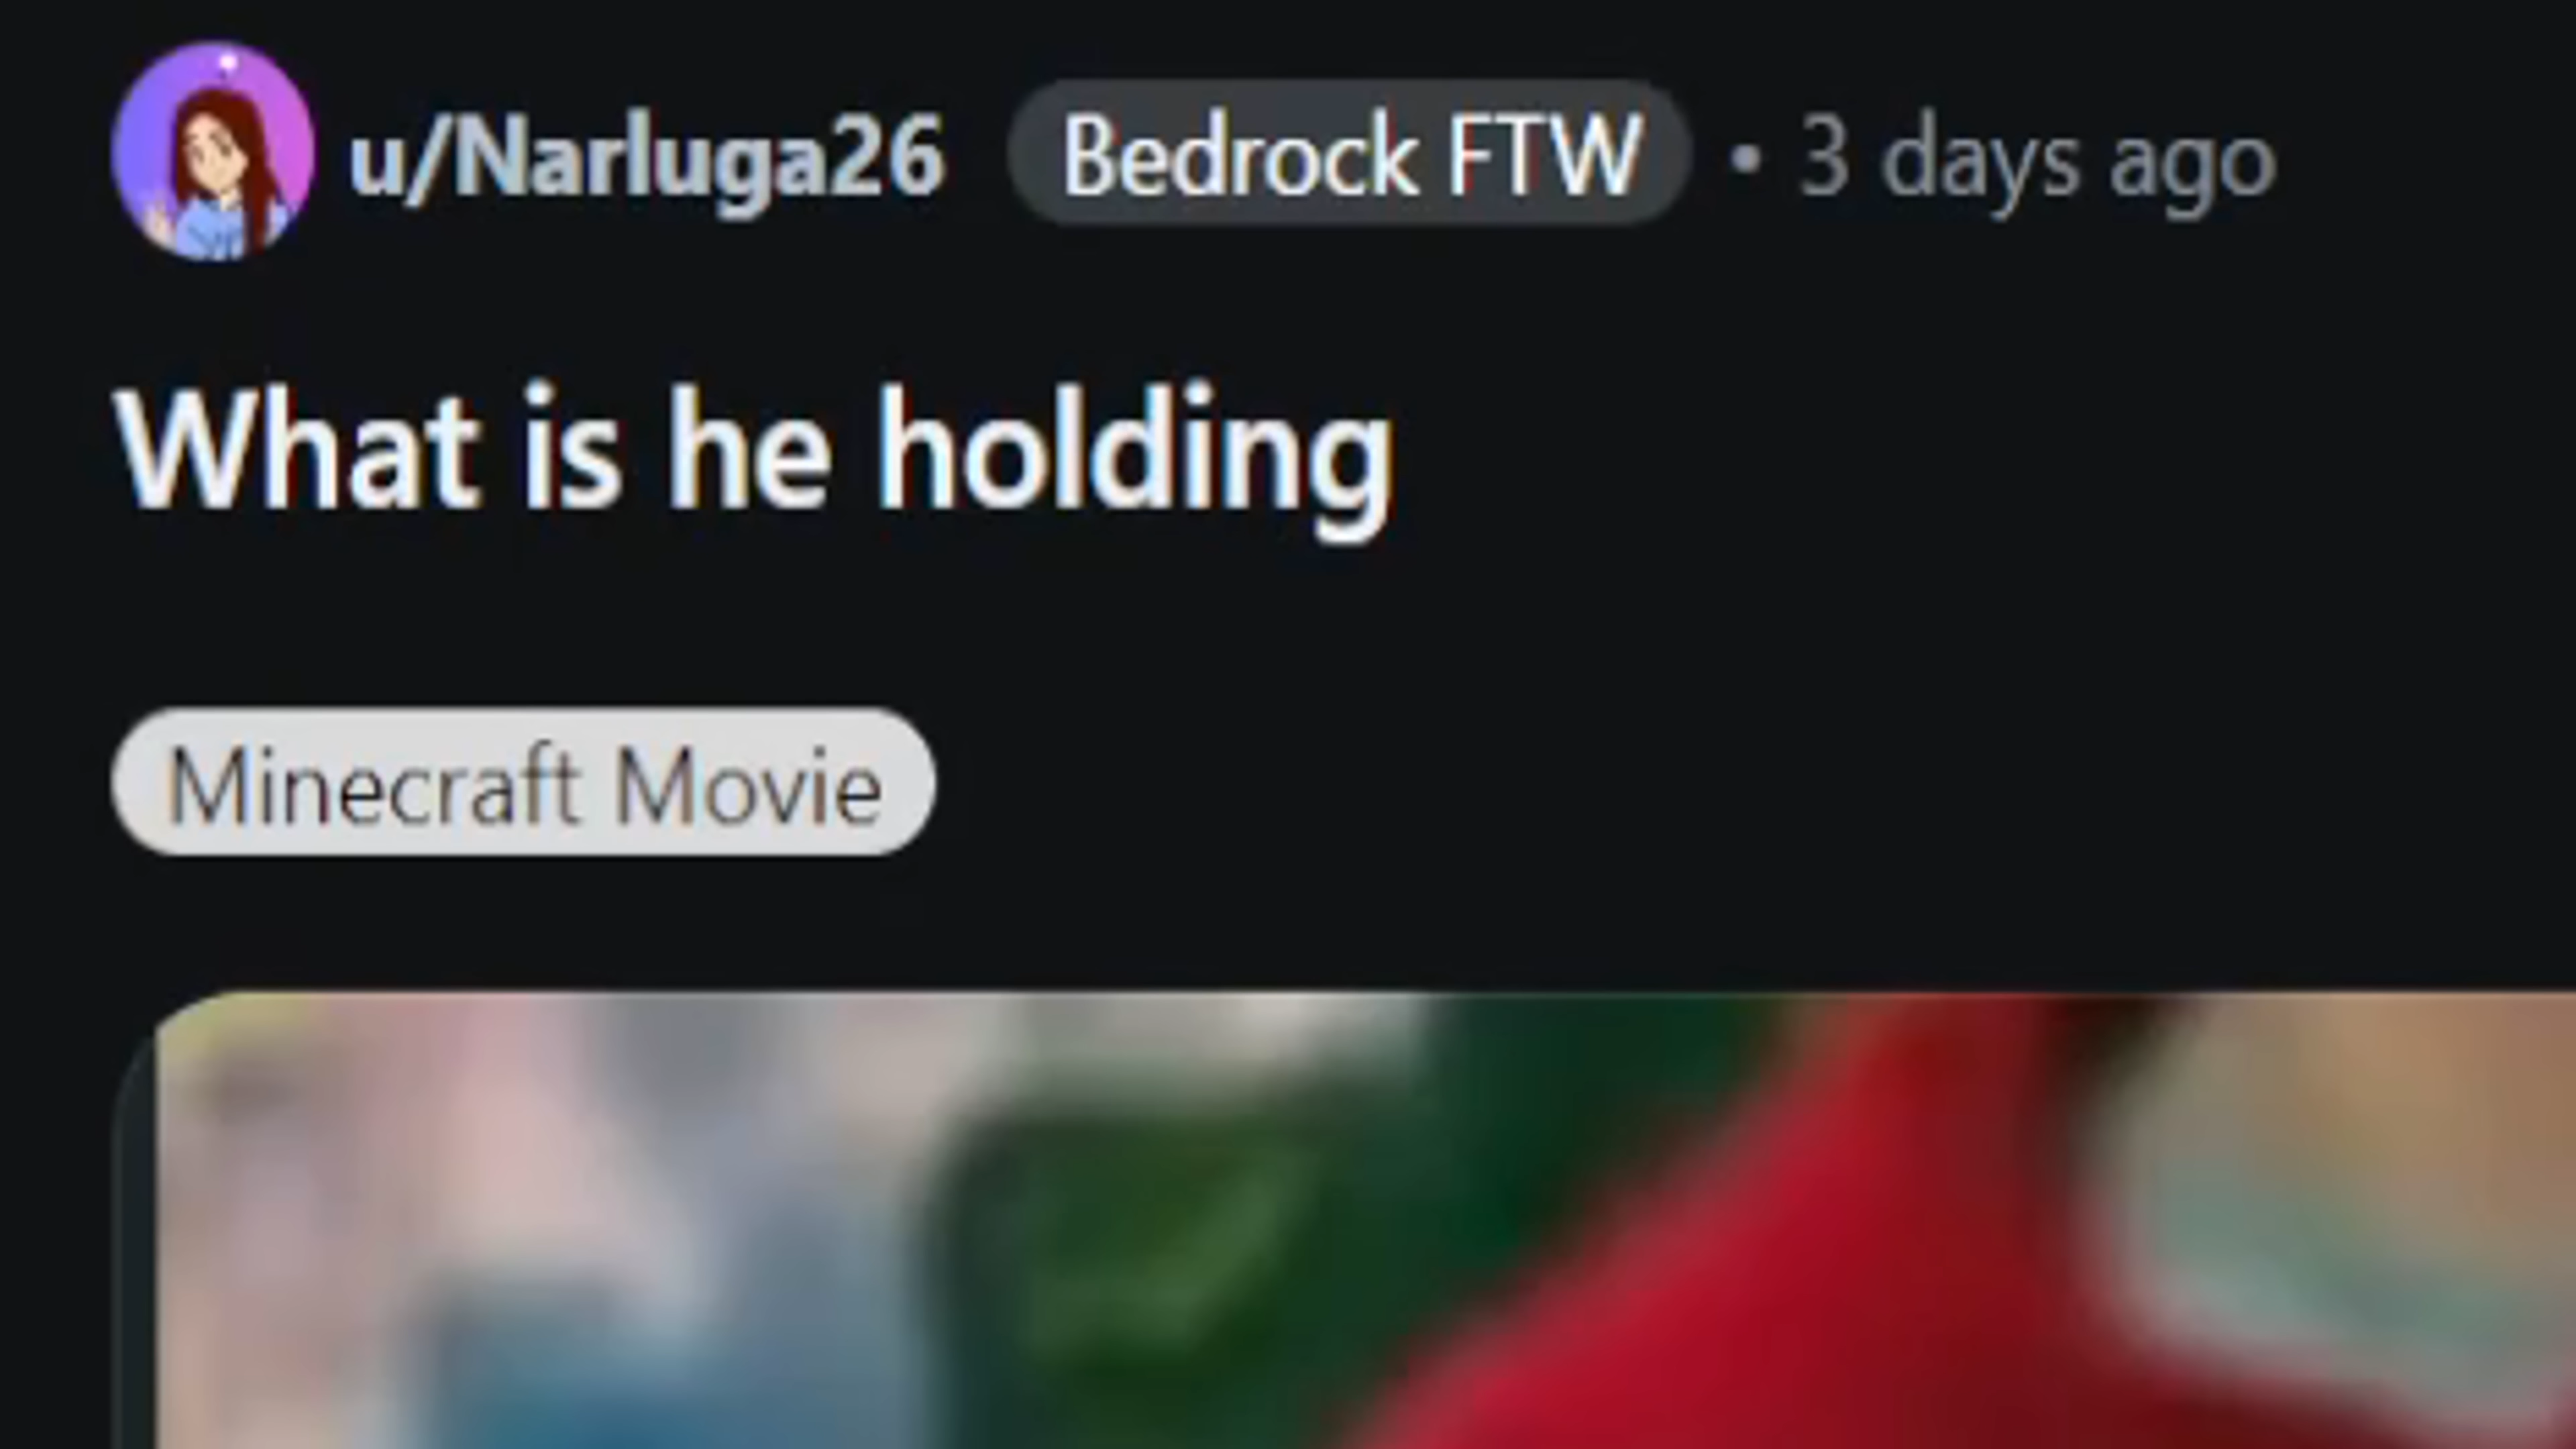 u/Narluga26 Bedrock FTW • 3 days ago
What is he holding
Minecraft Movie